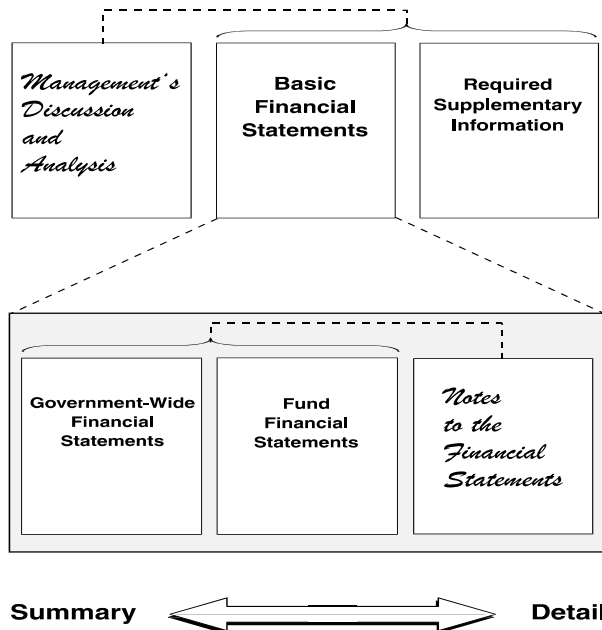 Management's
Discussion
and
Analysis
Basic
Financial
Statements
Required
Supplementary
Information
Government-Wide
Financial
Statements
Fund
Financial
Statements
Notes
to the
Financial
Statements
Summary
Detail